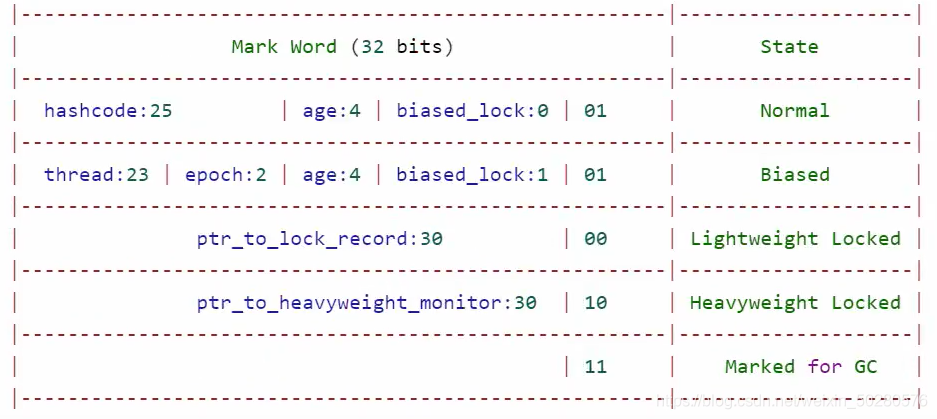 |-------------------------------------------------------|--------------------|
| Mark Word (32 bits) | State |
|-------------------------------------------------------|--------------------|
| hashcode:25 | age:4 | biased_lock:0 | 01 | Normal |
|-------------------------------------------------------|--------------------|
| thread:23 | epoch:2 | age:4 | biased_lock:1 | 01 | Biased |
|-------------------------------------------------------|--------------------|
| ptr_to_lock_record:30 | 00 | Lightweight Locked |
|-------------------------------------------------------|--------------------|
| ptr_to_heavyweight_monitor:30 | 10 | Heavyweight Locked |
|-------------------------------------------------------|--------------------|
| | 11 | Marked for GC |
|-------------------------------------------------------|--------------------|